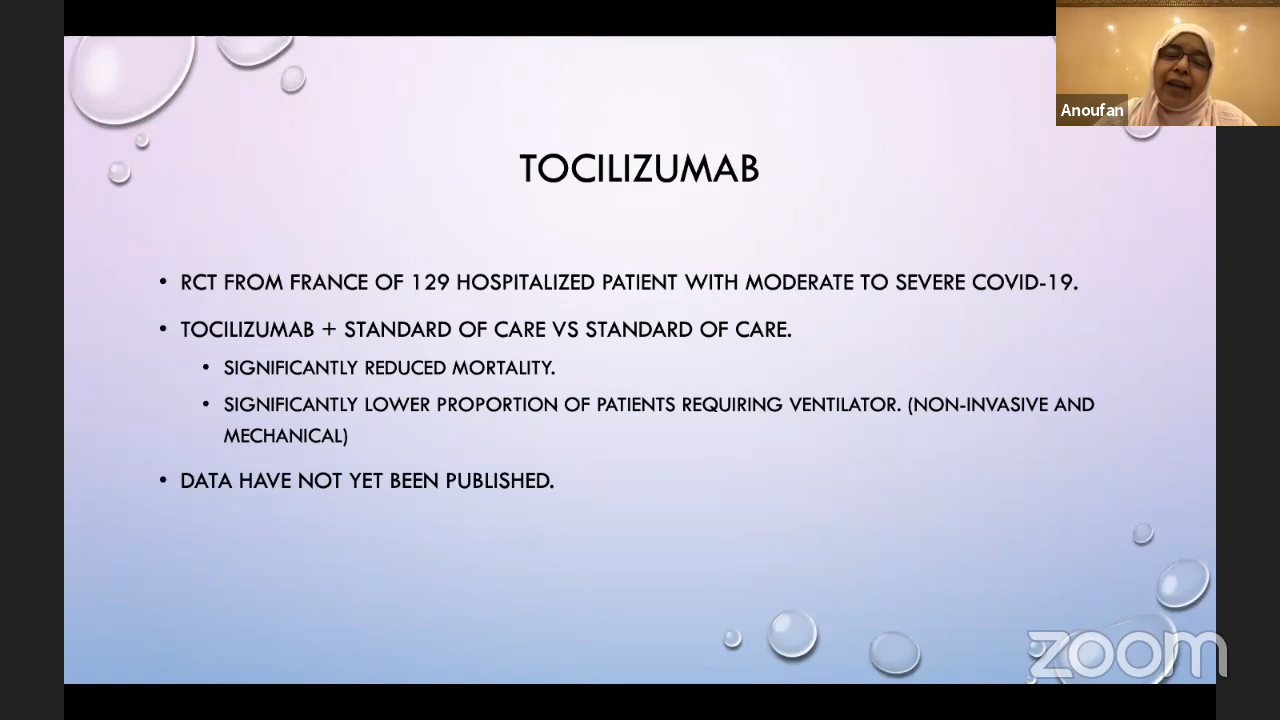 Anoufan
TOCILIZUMAB
• RCT FROM FRANCE OF 129 HOSPITALIZED PATIENT WITH MODERATE TO SEVERE COVID-19.
• TOCILIZUMAB + STANDARD OF CARE VS STANDARD OF CARE.
• SIGNIFICANTLY REDUCED MORTALITY.
• SIGNIFICANTLY LOWER PROPORTION OF PATIENTS REQUIRING VENTILATOR. (NON-INVASIVE AND
MECHANICAL)
• DATA HAVE NOT YET BEEN PUBLISHED.
zoom